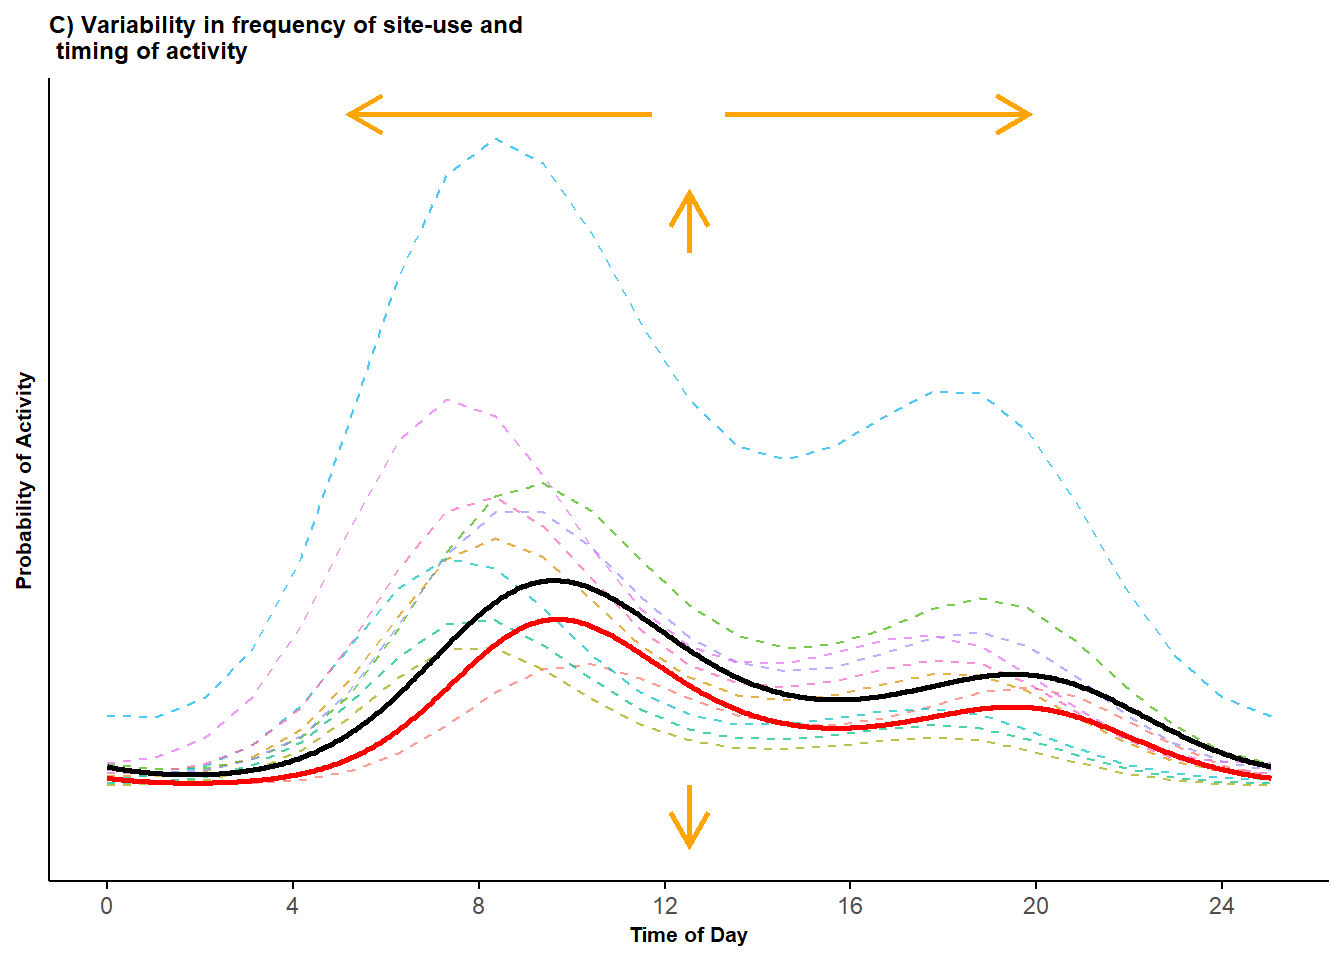 C) Variability in frequency of site-use and
timing of activity
Probability of Activity
0 4 8 12 16 20 24
Time of Day